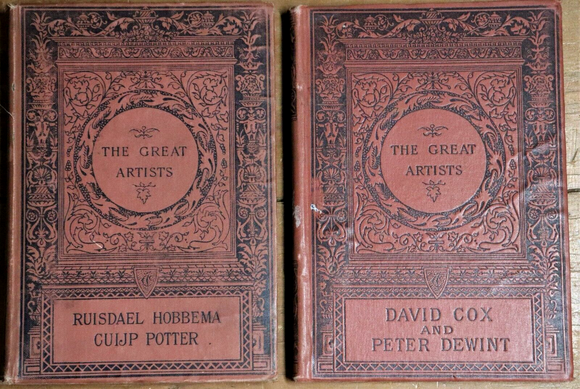 THE GREAT
ARTISTS
RUISDAEL HOBBEMA
CUIJP POTTER.
THE GREAT
ARTISTS
DAVID COX
AND
PETER DEWINT